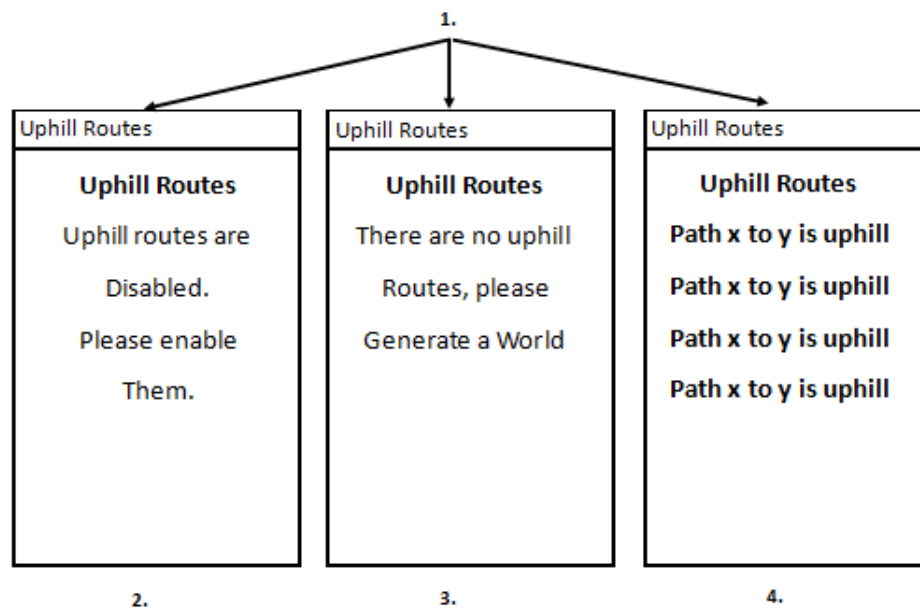 1.
Uphill Routes
Uphill Routes
Uphill routes are
Disabled.
Please enable
Them.
2.
Uphill Routes
Uphill Routes
There are no uphill
Routes, please
Generate a World
3.
Uphill Routes
Uphill Routes
Path x to y is uphill
Path x to y is uphill
Path x to y is uphill
Path x to y is uphill
4.